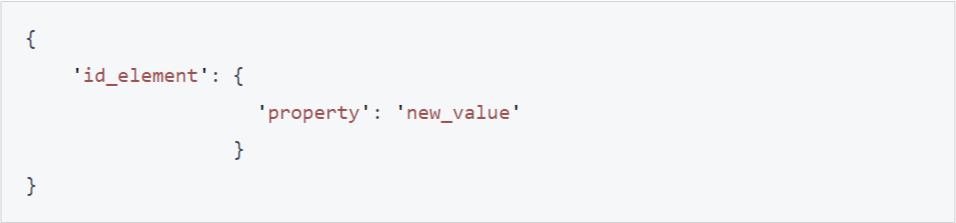 {
    'id_element': {
                   'property': 'new_value'
                 }
}